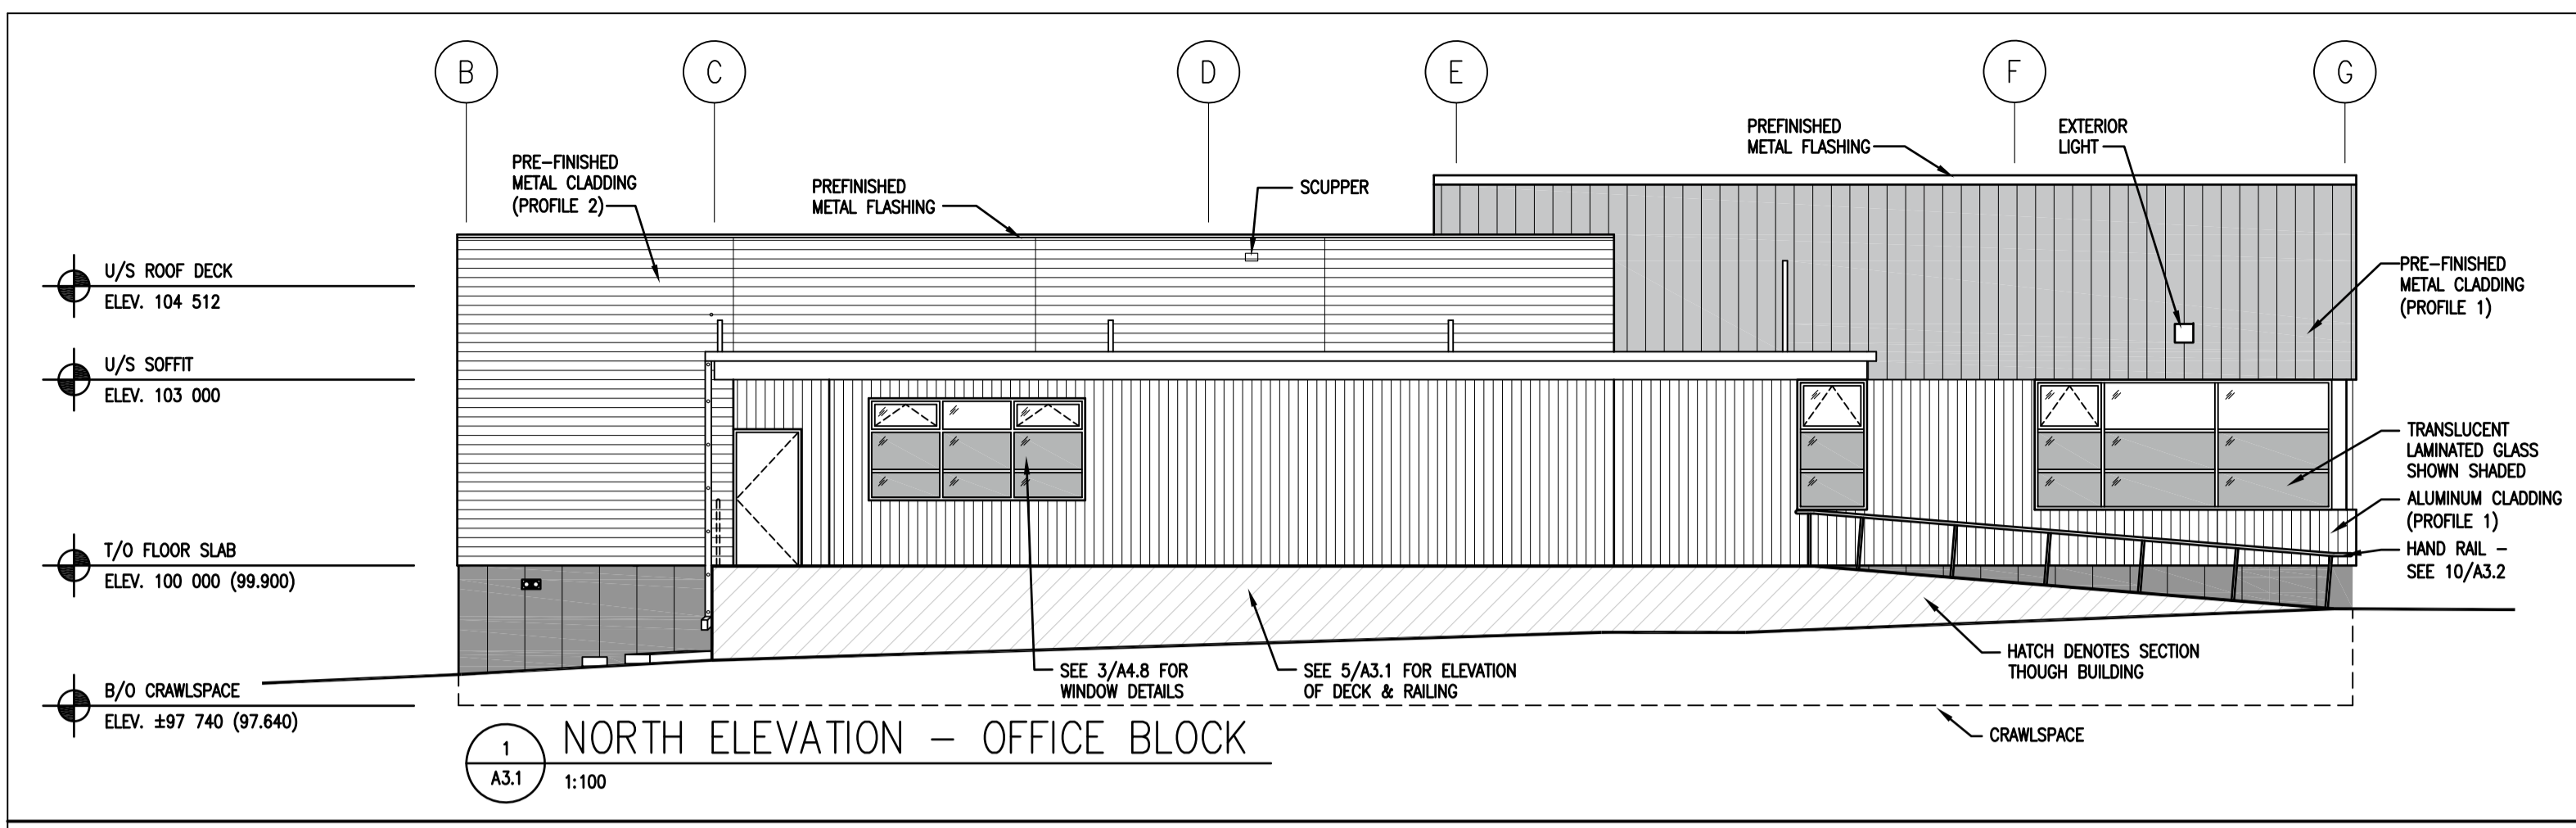 B
C
D
E
F
G
PRE-FINISHED
METAL CLADDING
(PROFILE 2)
PREFINISHED
METAL FLASHING
SCUPPER
PREFINISHED
METAL FLASHING
EXTERIOR
LIGHT
U/S ROOF DECK
ELEV. 104 512
U/S SOFFIT
ELEV. 103 000
T/O FLOOR SLAB
ELEV. 100 000 (99.900)
B/O CRAWLSPACE
ELEV. ±97 740 (97.640)
PRE-FINISHED
METAL CLADDING
(PROFILE 1)
TRANSLUCENT
LAMINATED GLASS
SHOWN SHADED
ALUMINUM CLADDING
(PROFILE 1)
HAND RAIL -
SEE 10/A3.2
SEE 3/A4.8 FOR
WINDOW DETAILS
SEE 5/A3.1 FOR ELEVATION
OF DECK & RAILING
HATCH DENOTES SECTION
THOUGH BUILDING
CRAWLSPACE
1
A3.1
NORTH ELEVATION - OFFICE BLOCK
1:100